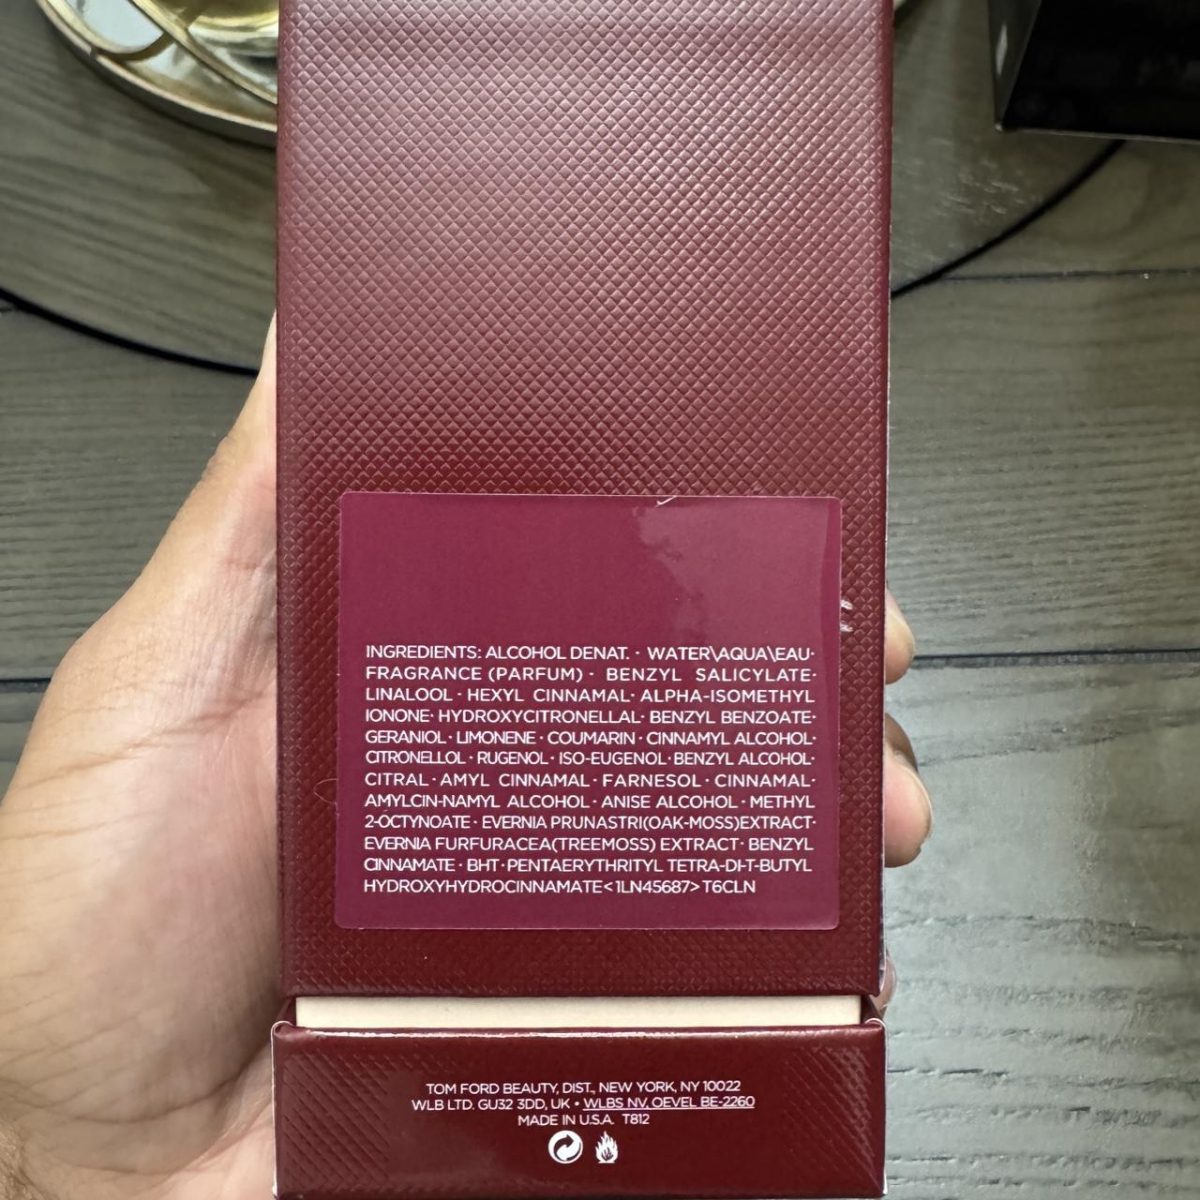 INGREDIENTS: ALCOHOL DENAT. · WATER\AQUA\EAU·
FRAGRANCE (PARFUM) · BENZYL SALICYLATE·
LINALOOL · HEXYL CINNAMAL · ALPHA-ISOMETHYL
IONONE· HYDROXYCITRONELLAL· BENZYL BENZOATE·
GERANIOL· LIMONENE · COUMARIN · CINNAMYL ALCOHOL·
CITRONELLOL · RUGENOL · ISO-EUGENOL·BENZYL ALCOHOL·
CITRAL · AMYL CINNAMAL · FARNESOL · CINNAMAL·
AMYLCIN-NAMYL ALCOHOL · ANISE ALCOHOL · METHYL
2-OCTYNOATE · EVERNIA PRUNASTRI(OAK-MOSS)EXTRACT·
EVERNIA FURFURACEA(TREEMOSS) EXTRACT· BENZYL
CINNAMATE · BHT·PENTAERYTHRITYL TETRA-DI-T-BUTYL
HYDROXYHYDROCINNAMATE<1LN45687> T6CLN
TOM FORD BEAUTY, DIST., NEW YORK, NY 10022
WLB LTD. GU32 3DD, UK • WLBS NV, OEVEL BE-2260
MADE IN U.S.A. T812